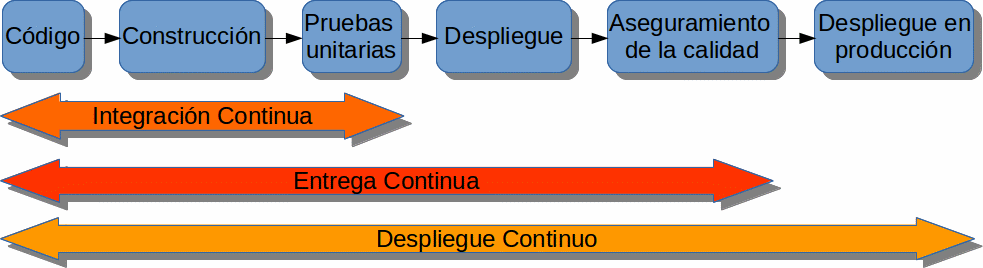 Código
Construcción
Pruebas
unitarias
Despliegue
Aseguramiento
de la calidad
Despliegue en
producción
Integración Continua
Entrega Continua
Despliegue Continuo